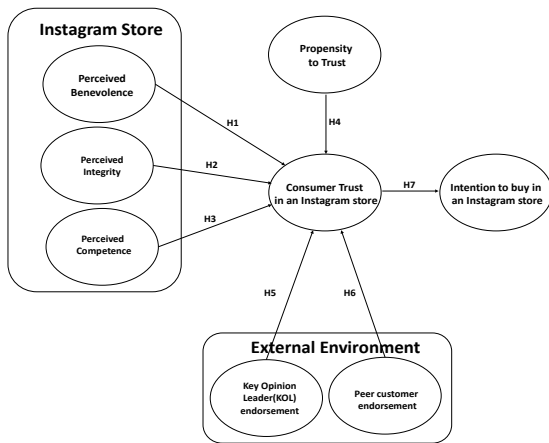 Instagram Store
Perceived
Benevolence
Perceived
Integrity
Perceived
Competence
Propensity
to Trust
H1
H2
H3
H4
Consumer Trust
in an Instagram store
H7
Intention to buy in
an Instagram store
H5
H6
External Environment
Key Opinion
Leader(KOL)
endorsement
Peer customer
endorsement